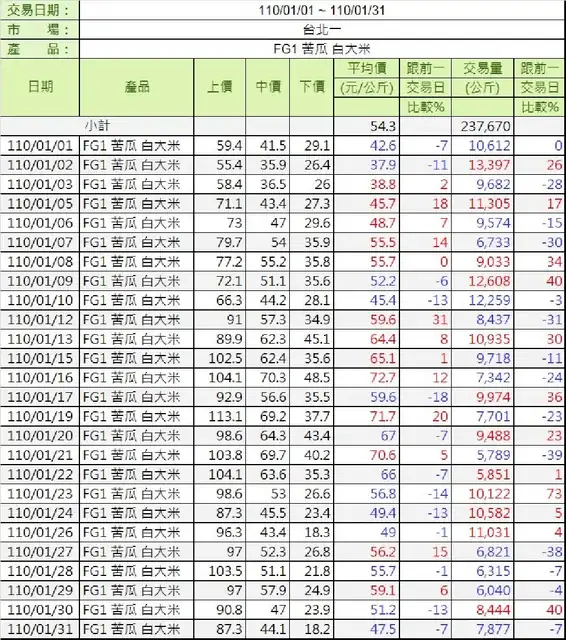 交易日期： 110/01/01 ~ 110/01/31
市 場： 台北一
產 品： FG1 苦瓜 白大米
日期 產品 上價 中價 下價 平均價 (元/公斤) 跟前一交易日比較% 交易量 (公斤) 跟前一交易日比較%
小計 54.3 237,670
110/01/01 FG1 苦瓜 白大米 59.4 41.5 29.1 42.6 -7 10,612 0
110/01/02 FG1 苦瓜 白大米 55.4 35.9 26.4 37.9 -11 13,397 26
110/01/03 FG1 苦瓜 白大米 58.4 36.5 26 38.8 2 9,682 -28
110/01/05 FG1 苦瓜 白大米 71.1 43.4 27.3 45.7 18 11,305 17
110/01/06 FG1 苦瓜 白大米 73 47 29.6 48.7 7 9,574 -15
110/01/07 FG1 苦瓜 白大米 79.7 54 35.9 55.5 14 6,733 -30
110/01/08 FG1 苦瓜 白大米 77.2 55.2 35.8 55.7 0 9,033 34
110/01/09 FG1 苦瓜 白大米 72.1 51.1 35.6 52.2 -6 12,608 40
110/01/10 FG1 苦瓜 白大米 66.3 44.2 28.1 45.4 -13 12,259 -3
110/01/12 FG1 苦瓜 白大米 91 57.3 34.9 59.6 31 8,437 -31
110/01/13 FG1 苦瓜 白大米 89.9 62.3 45.1 64.4 8 10,935 30
110/01/15 FG1 苦瓜 白大米 102.5 62.4 35.6 65.1 1 9,718 -11
110/01/16 FG1 苦瓜 白大米 104.1 70.3 48.5 72.7 12 7,342 -24
110/01/17 FG1 苦瓜 白大米 92.9 56.6 35.5 59.6 -18 9,974 36
110/01/19 FG1 苦瓜 白大米 113.1 69.2 37.7 71.7 20 7,701 -23
110/01/20 FG1 苦瓜 白大米 98.6 64.3 43.4 67 -7 9,488 23
110/01/21 FG1 苦瓜 白大米 103.8 69.7 40.2 70.6 5 5,789 -39
110/01/22 FG1 苦瓜 白大米 104.1 63.6 35.3 66 -7 5,851 1
110/01/23 FG1 苦瓜 白大米 98.6 53 26.6 56.8 -14 10,122 73
110/01/24 FG1 苦瓜 白大米 87.3 45.5 23.4 49.4 -13 10,582 5
110/01/26 FG1 苦瓜 白大米 96.3 43.4 18.3 49 -1 11,031 4
110/01/27 FG1 苦瓜 白大米 97 52.3 26.8 56.2 15 6,821 -38
110/01/28 FG1 苦瓜 白大米 103.5 51.1 21.8 55.7 -1 6,315 -7
110/01/29 FG1 苦瓜 白大米 97 57.9 24.9 59.1 6 6,040 -4
110/01/30 FG1 苦瓜 白大米 90.8 47 23.9 51.2 -13 8,444 40
110/01/31 FG1 苦瓜 白大米 87.3 44.1 18.2 47.5 -7 7,877 -7